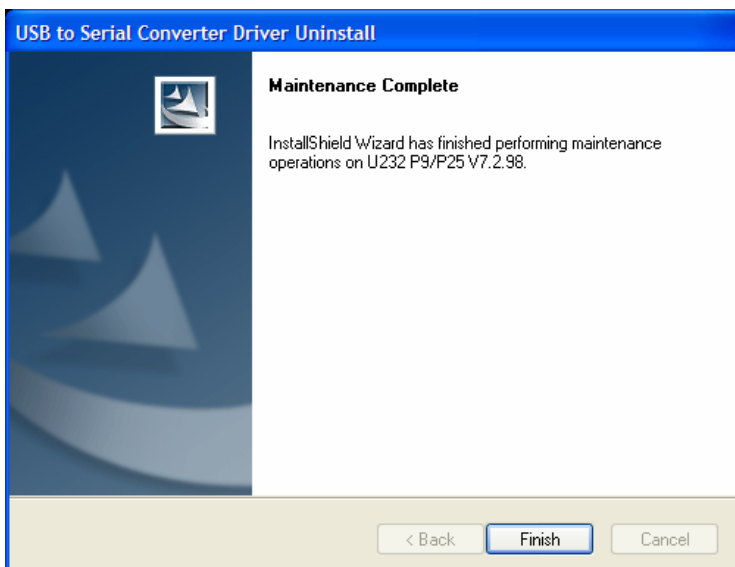 USB to Serial Converter Driver Uninstall
Maintenance Complete
InstallShield Wizard has finished performing maintenance
operations on U232 P9/P25 V7.2.98.
< Back
Finish
Cancel